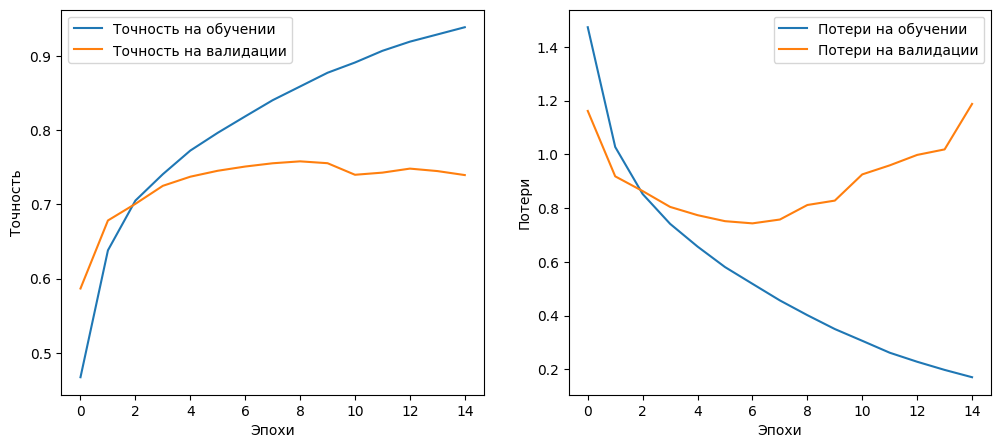 Точность на обучении
Точность на валидации
Точность
0.9
0.8
0.7
0.6
0.5
0 2 4 6 8 10 12 14
Эпохи
Потери на обучении
Потери на валидации
Потери
1.4
1.2
1.0
0.8
0.6
0.4
0.2
0 2 4 6 8 10 12 14
Эпохи